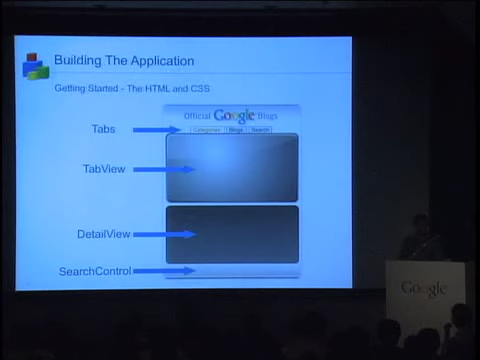 Building The Application
Getting Started - The HTML and CSS
Official Google Blogs
Tabs
Categories Blogs Search
TabView
DetailView
SearchControl
Google